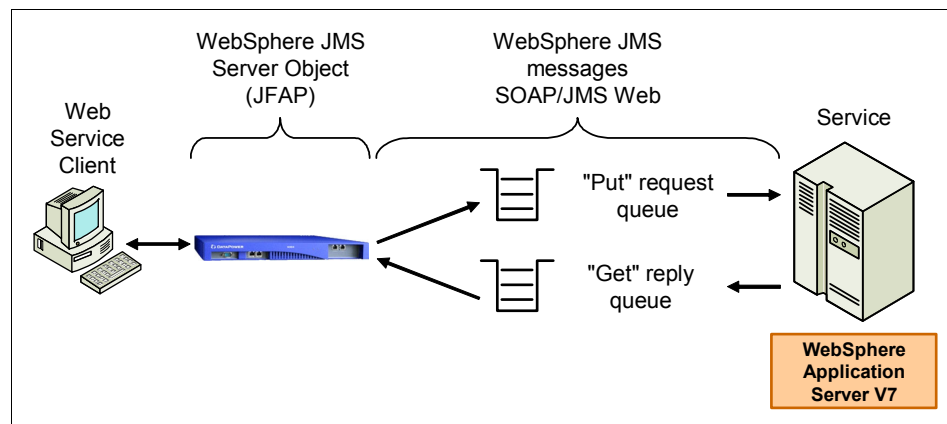 WebSphere JMS
Server Object
(JFAP)
WebSphere JMS
messages
SOAP/JMS Web
Web
Service
Client
Service
"Put" request
queue
DATAPOWER
"Get" reply
queue
WebSphere
Application
Server V7